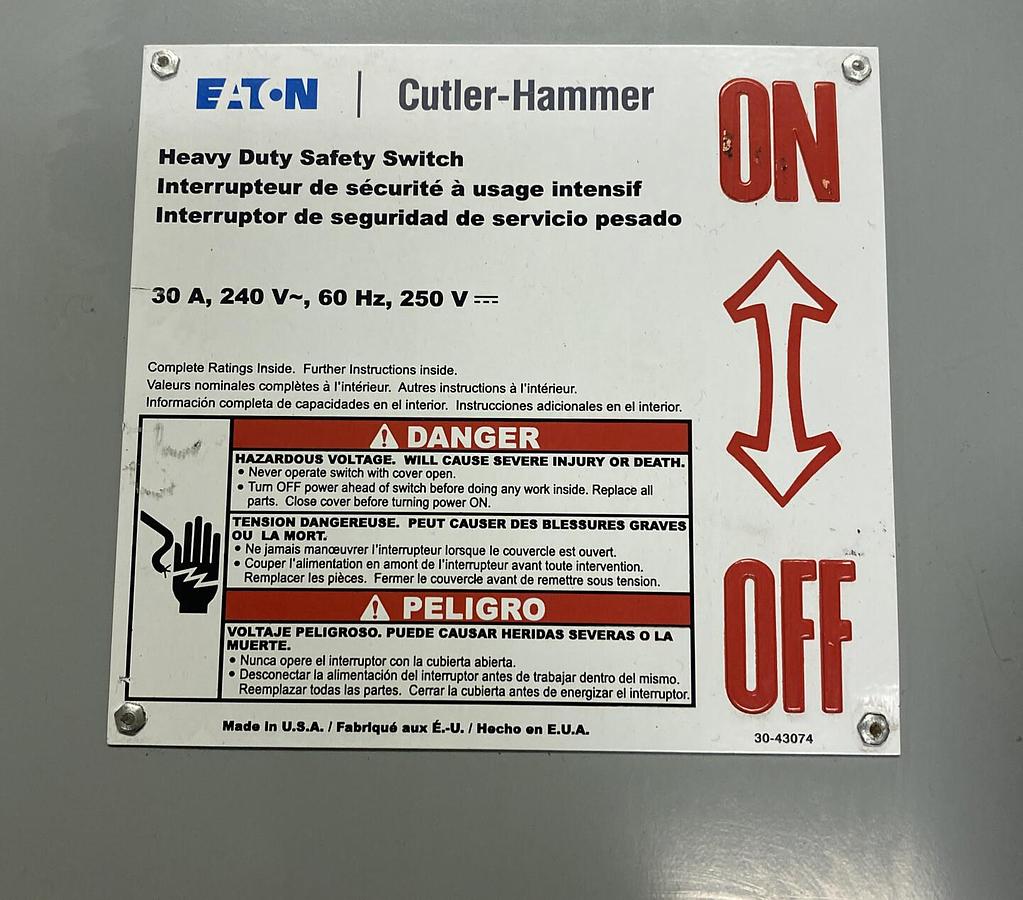 EATON | Cutler-Hammer
ON
Heavy Duty Safety Switch
Interrupteur de sécurité à usage intensif
Interruptor de seguridad de servicio pesado
30 A, 240 V~, 60 Hz, 250 V ⎓
Complete Ratings Inside. Further Instructions inside.
Valeurs nominales complètes à l'intérieur. Autres instructions à l'intérieur.
Información completa de capacidades en el interior. Instrucciones adicionales en el interior.
⚠ DANGER
HAZARDOUS VOLTAGE. WILL CAUSE SEVERE INJURY OR DEATH.
• Never operate switch with cover open.
• Turn OFF power ahead of switch before doing any work inside. Replace all
parts. Close cover before turning power ON.
TENSION DANGEREUSE. PEUT CAUSER DES BLESSURES GRAVES
OU LA MORT.
• Ne jamais manœuvrer l'interrupteur lorsque le couvercle est ouvert.
• Couper l'alimentation en amont de l'interrupteur avant toute intervention.
Remplacer les pièces. Fermer le couvercle avant de remettre sous tension.
⚠ PELIGRO
VOLTAJE PELIGROSO. PUEDE CAUSAR HERIDAS SEVERAS O LA
MUERTE.
• Nunca opere el interruptor con la cubierta abierta.
• Desconectar la alimentación del interruptor antes de trabajar dentro del mismo.
Reemplazar todas las partes. Cerrar la cubierta antes de energizar el interruptor.
OFF
Made in U.S.A. / Fabriqué aux É.-U. / Hecho en E.U.A.
30-43074